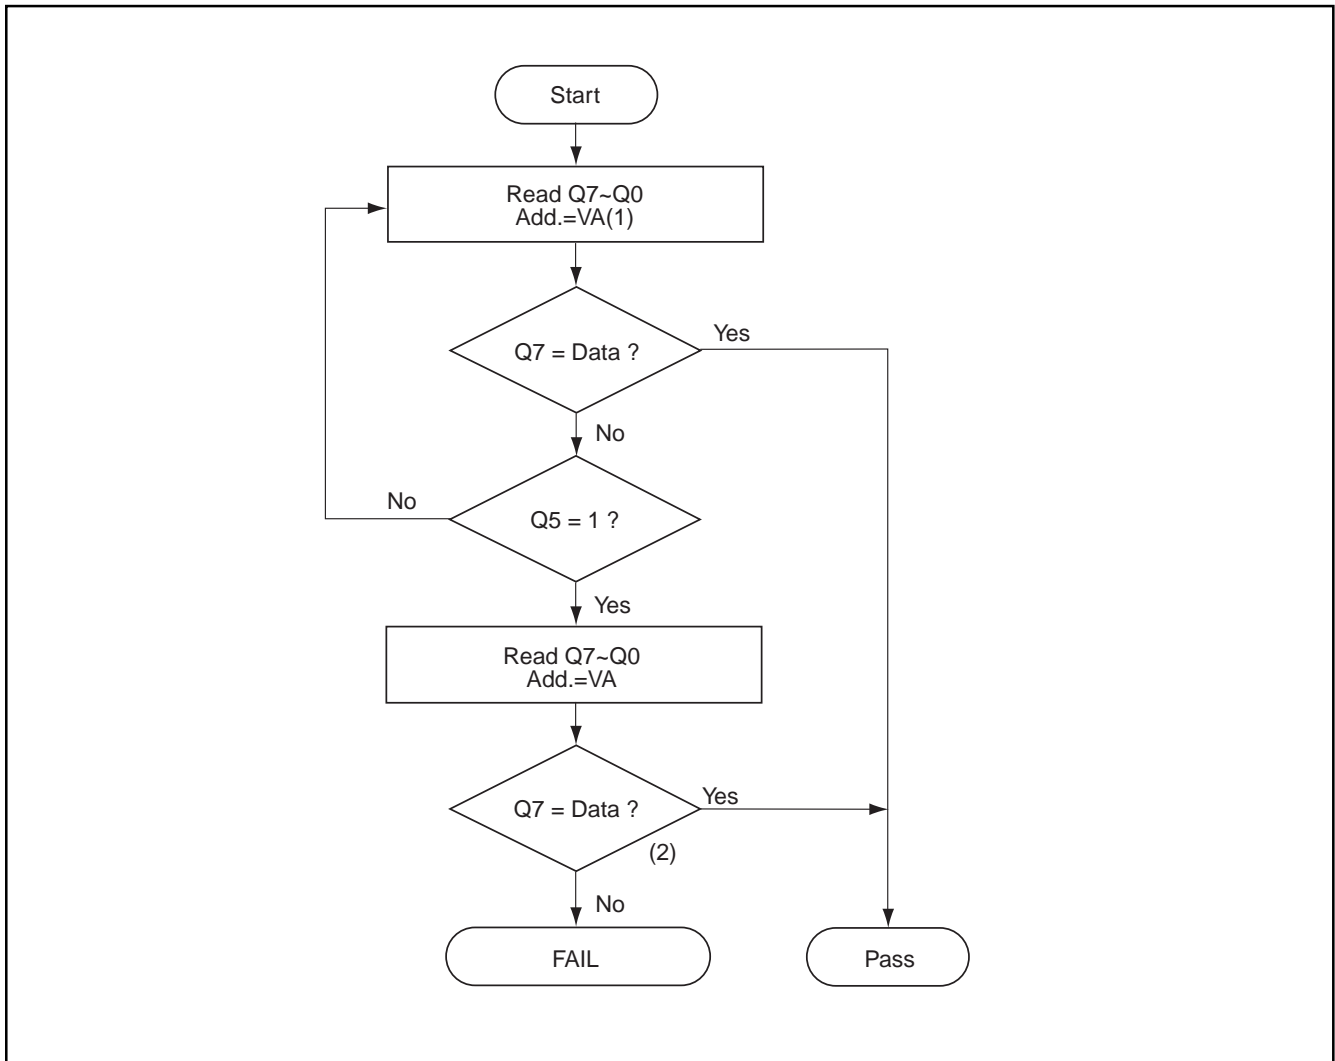 Start
Read Q7~Q0
Add.=VA(1)
Q7 = Data ?
Yes
No
No
Q5 = 1 ?
Yes
Read Q7~Q0
Add.=VA
Q7 = Data ?
Yes
(2)
No
FAIL
Pass